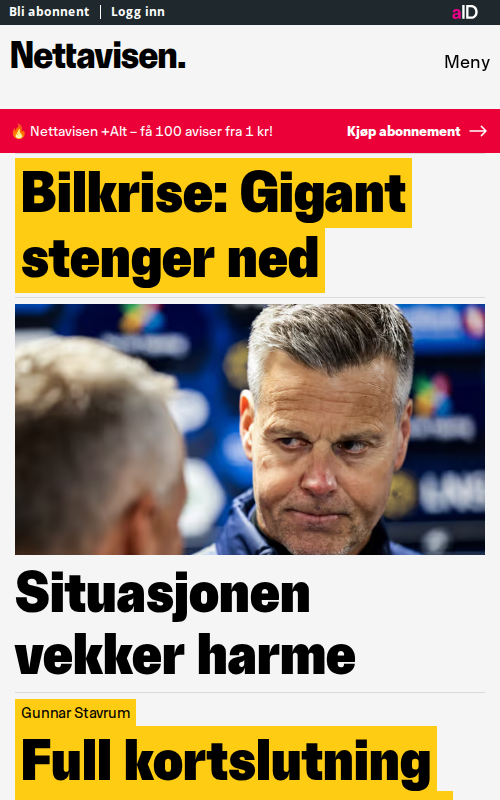 Bli abonnent | Logg inn aID
Nettavisen.
Meny
🔥 Nettavisen +Alt – få 100 aviser fra 1 kr! Kjøp abonnement →
Bilkrise: Gigant
stenger ned
Situasjonen
vekker harme
Gunnar Stavrum
Full kortslutning